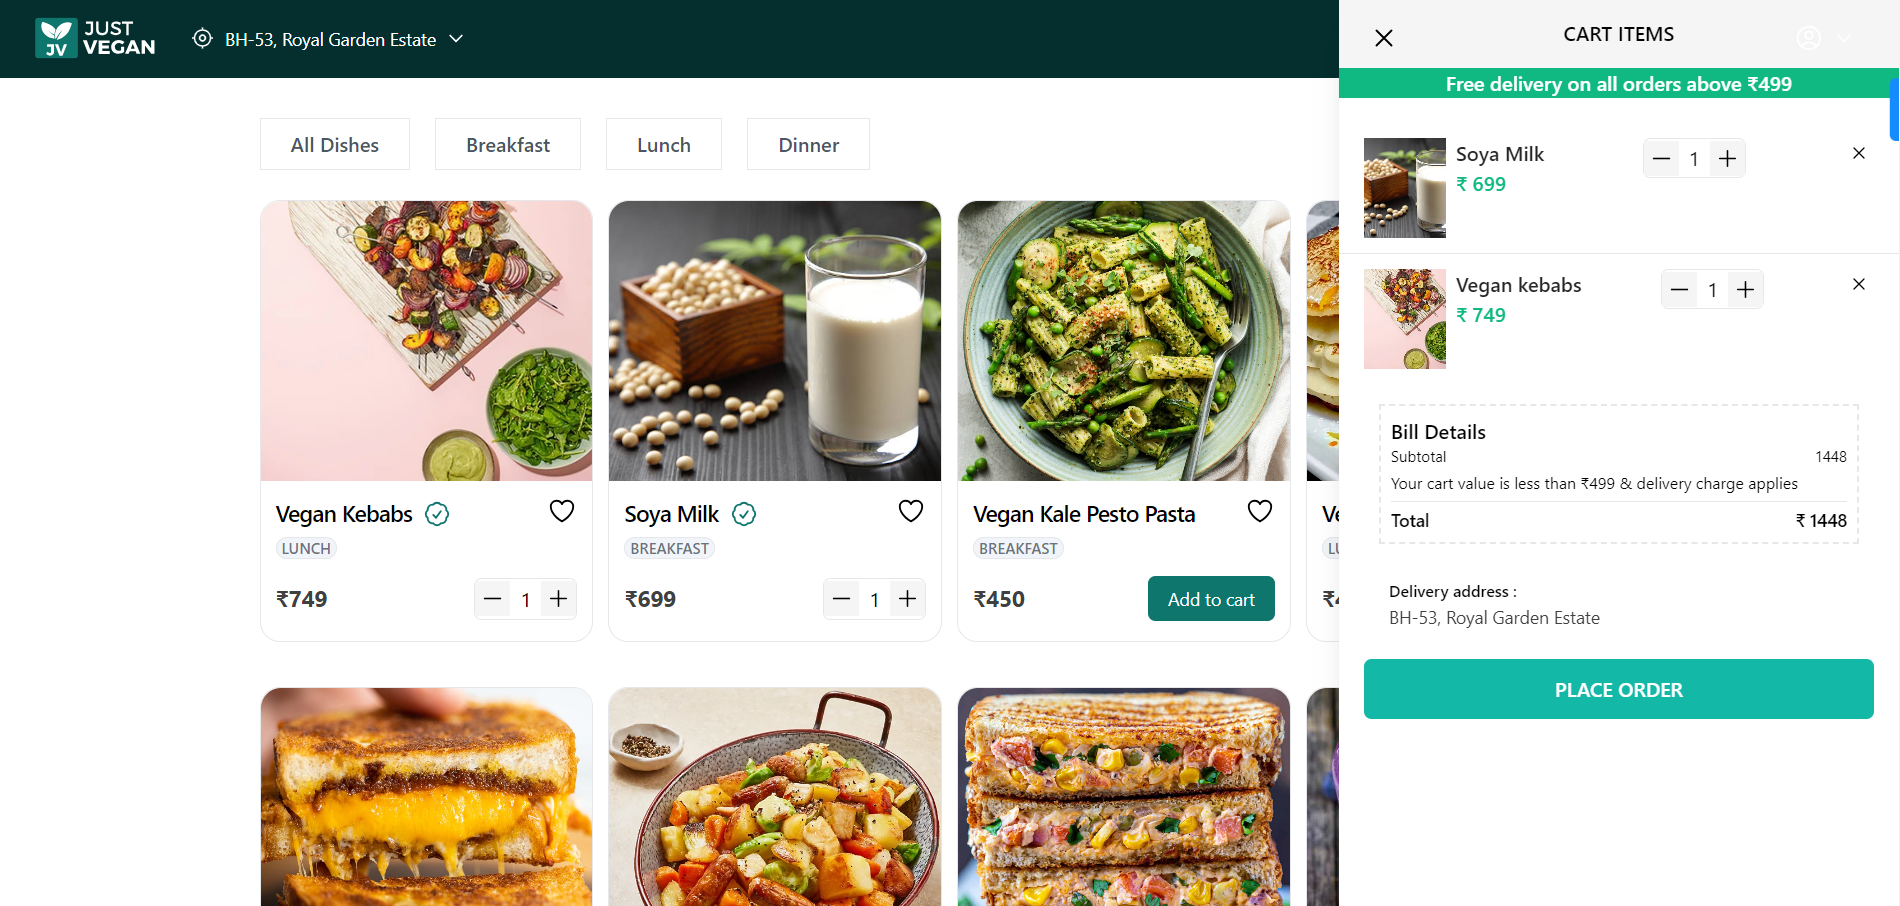 JUST
VEGAN
JV
BH-53, Royal Garden Estate
CART ITEMS
Free delivery on all orders above ₹499
All Dishes
Breakfast
Lunch
Dinner
Soya Milk
₹ 699
1
Vegan kebabs
₹ 749
1
Bill Details
Subtotal 1448
Your cart value is less than ₹499 & delivery charge applies
Total ₹ 1448
Delivery address :
BH-53, Royal Garden Estate
PLACE ORDER
Vegan Kebabs
LUNCH
₹749
1
Soya Milk
BREAKFAST
₹699
1
Vegan Kale Pesto Pasta
BREAKFAST
₹450
Add to cart